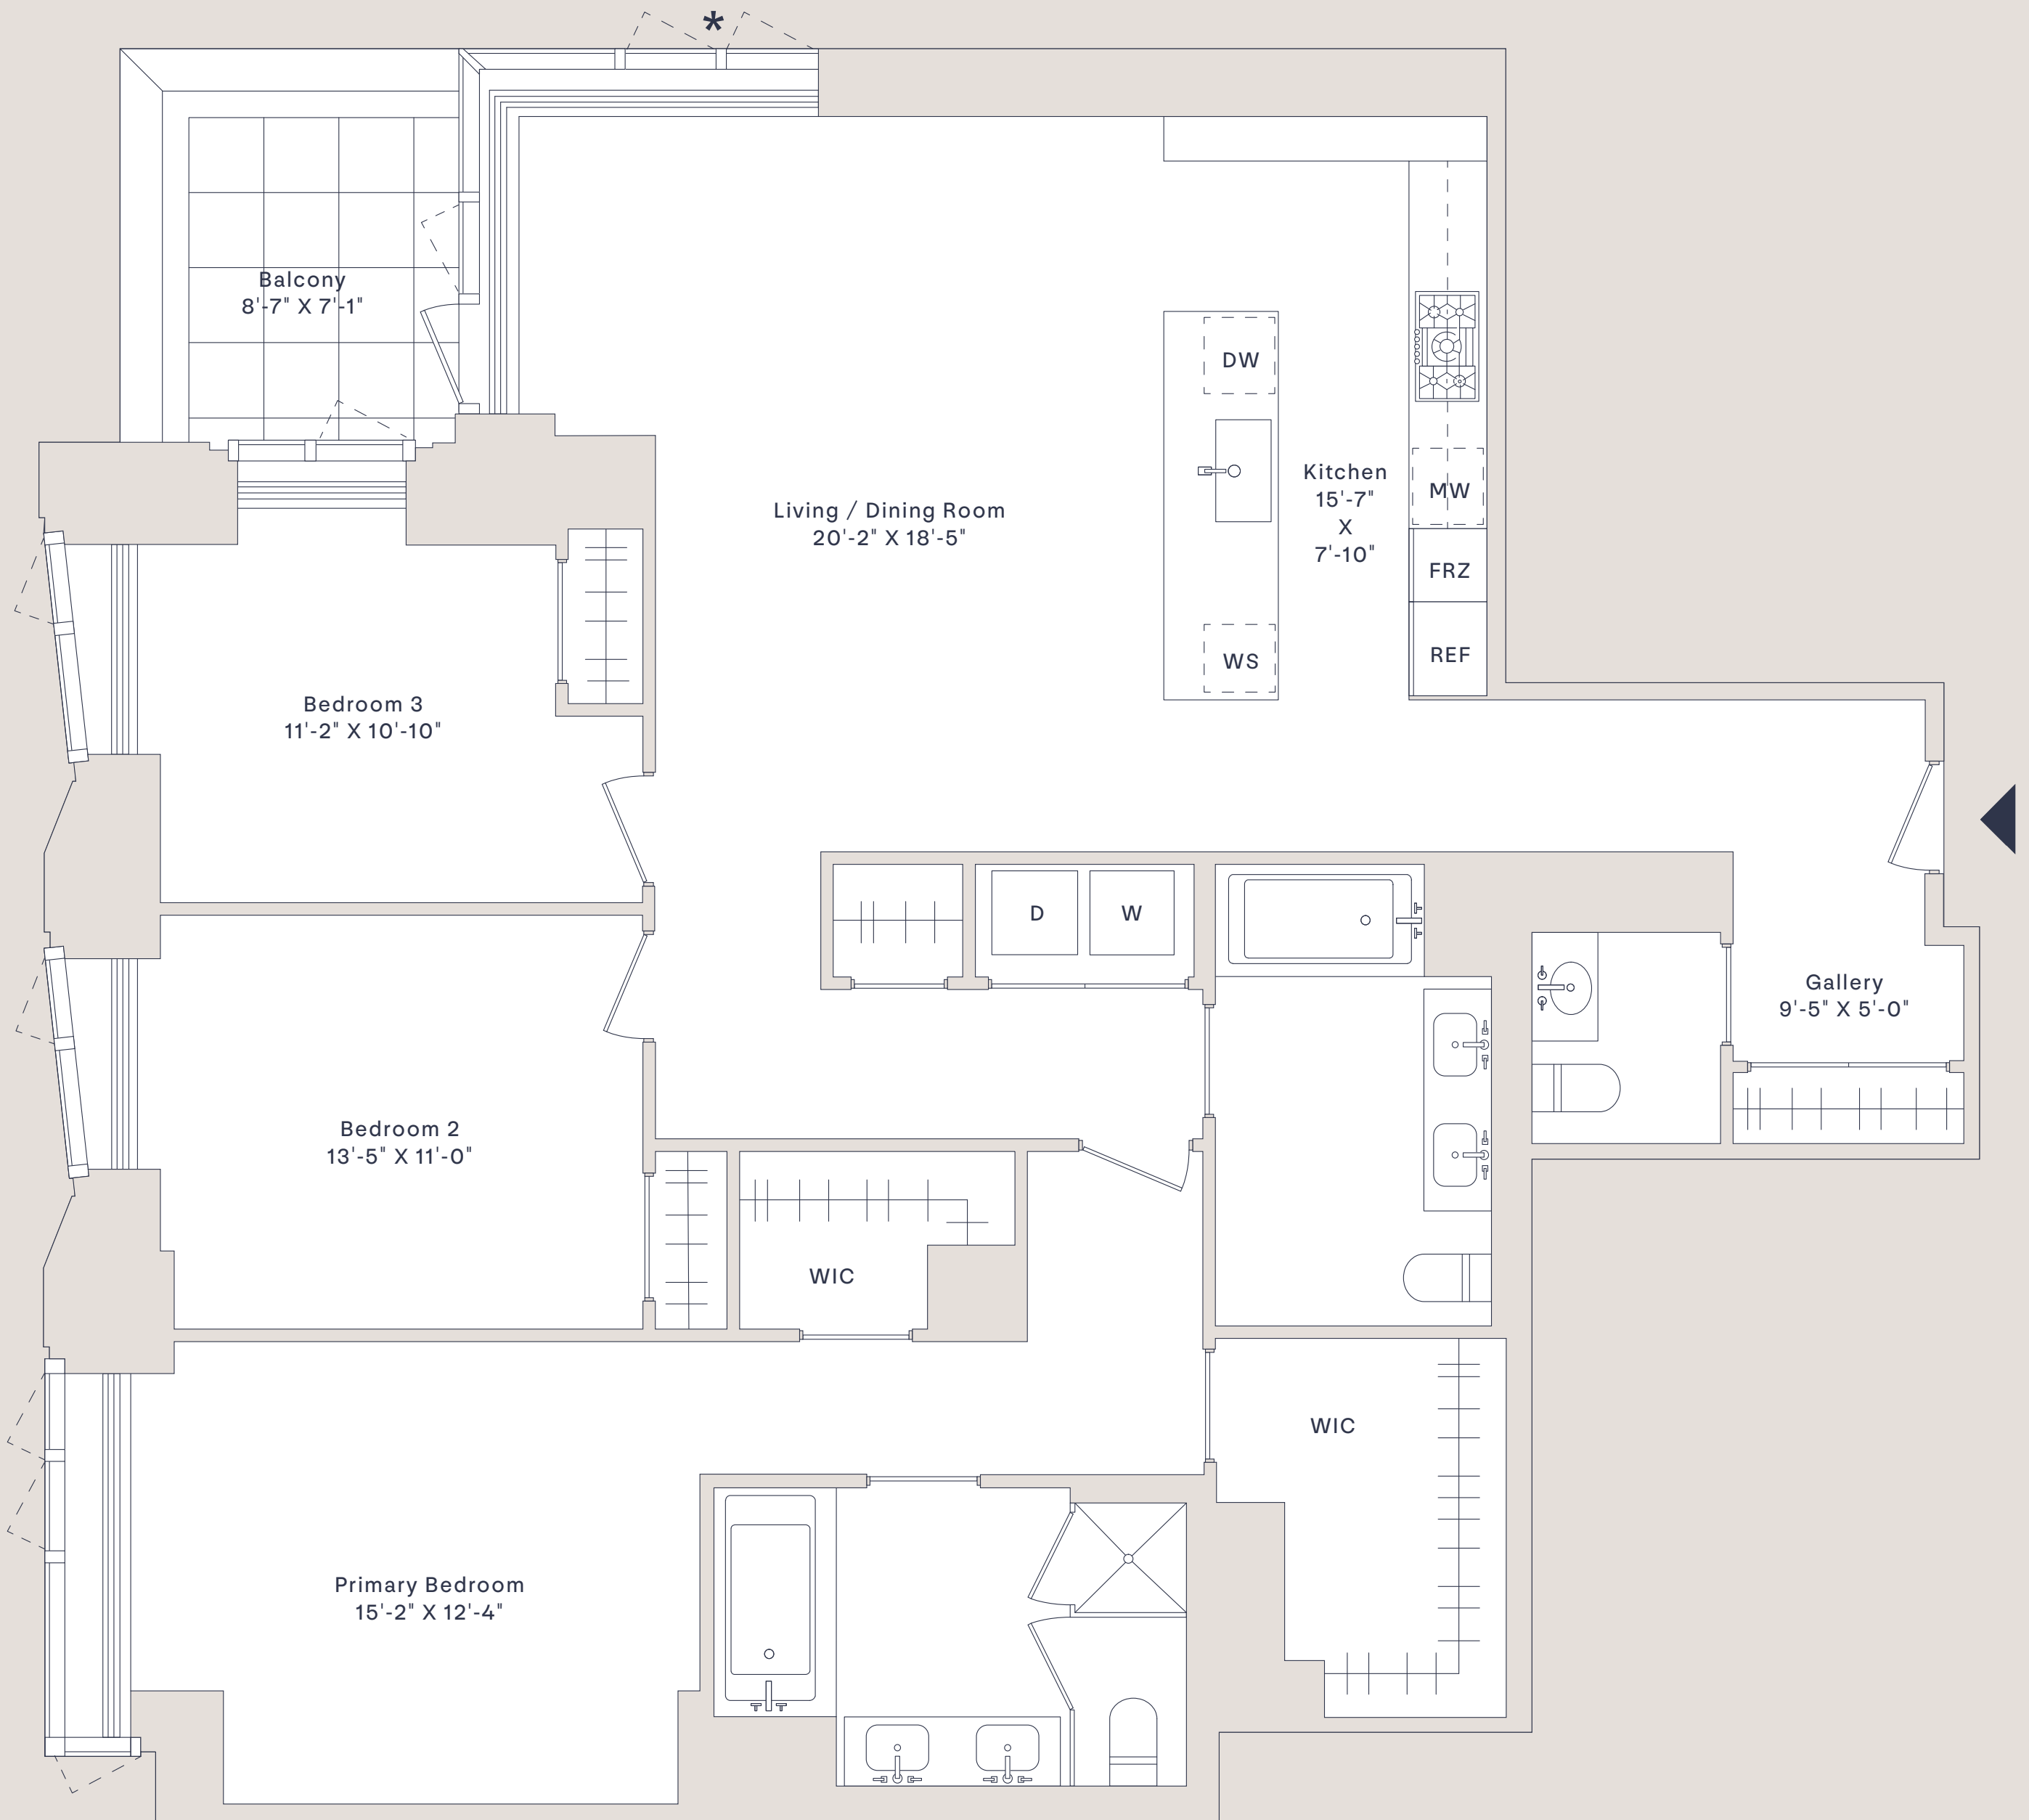 *
Balcony
8'-7" X 7'-1"
DW
Kitchen
15'-7"
X
7'-10"
MW
Living / Dining Room
20'-2" X 18'-5"
FRZ
REF
WS
Bedroom 3
11'-2" X 10'-10"
D
W
Gallery
9'-5" X 5'-0"
Bedroom 2
13'-5" X 11'-0"
WIC
WIC
Primary Bedroom
15'-2" X 12'-4"